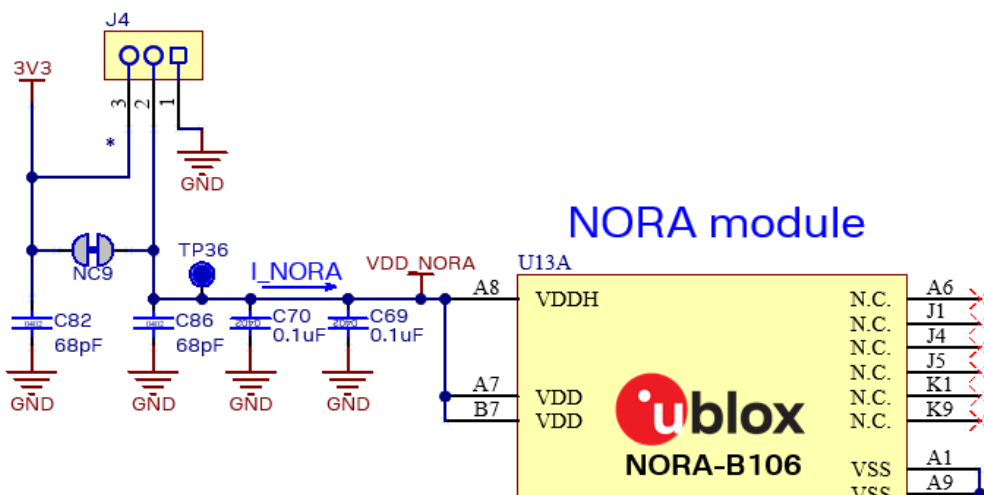 J4
3V3
3
2
1
*
GND
NORA module
NC9
TP36
I_NORA
VDD_NORA
U13A
A8
VDDH
N.C.
A6
N.C.
J1
N.C.
J4
N.C.
J5
N.C.
K1
N.C.
K9
C82
68pF
C86
68pF
C70
0.1uF
C69
0.1uF
0402
0402
GND
GND
GND
GND
A7
VDD
B7
VDD
ublox
NORA-B106
VSS
A1
VSS
A9